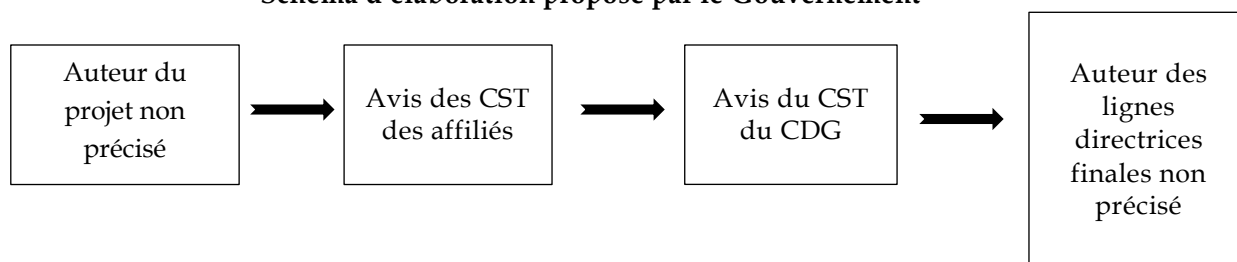 Schéma d'élaboration proposé par le Gouvernement
Auteur du
projet non
précisé
Avis des CST
des affiliés
Avis du CST
du CDG
Auteur des
lignes
directrices
finales non
précisé